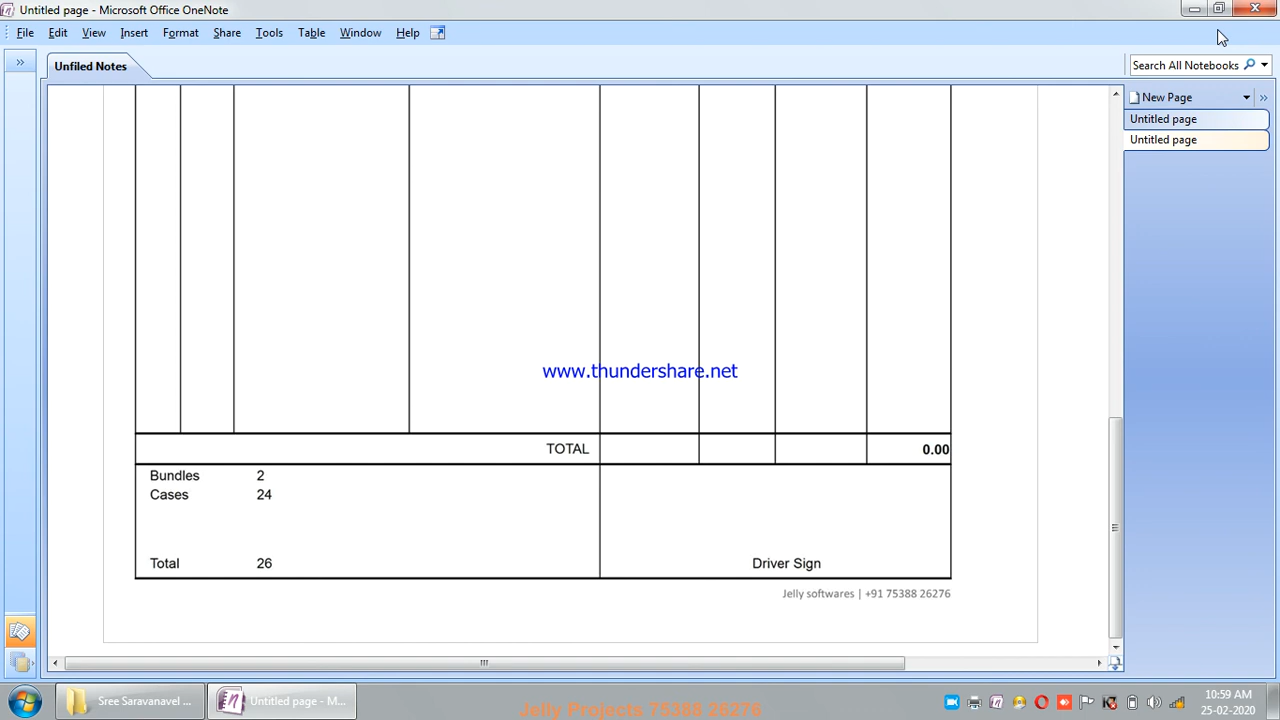 Untitled page - Microsoft Office OneNote
File Edit View Insert Format Share Tools Table Window Help
Unfiled Notes
Search All Notebooks
New Page
Untitled page
Untitled page
www.thundershare.net
TOTAL 0.00
Bundles 2
Cases 24
Total 26 Driver Sign
Jelly softwares | +91 75388 26276
Sree Saravanavel ...
Untitled page - M...
Jelly Projects 75388 26276
10:59 AM
25-02-2020